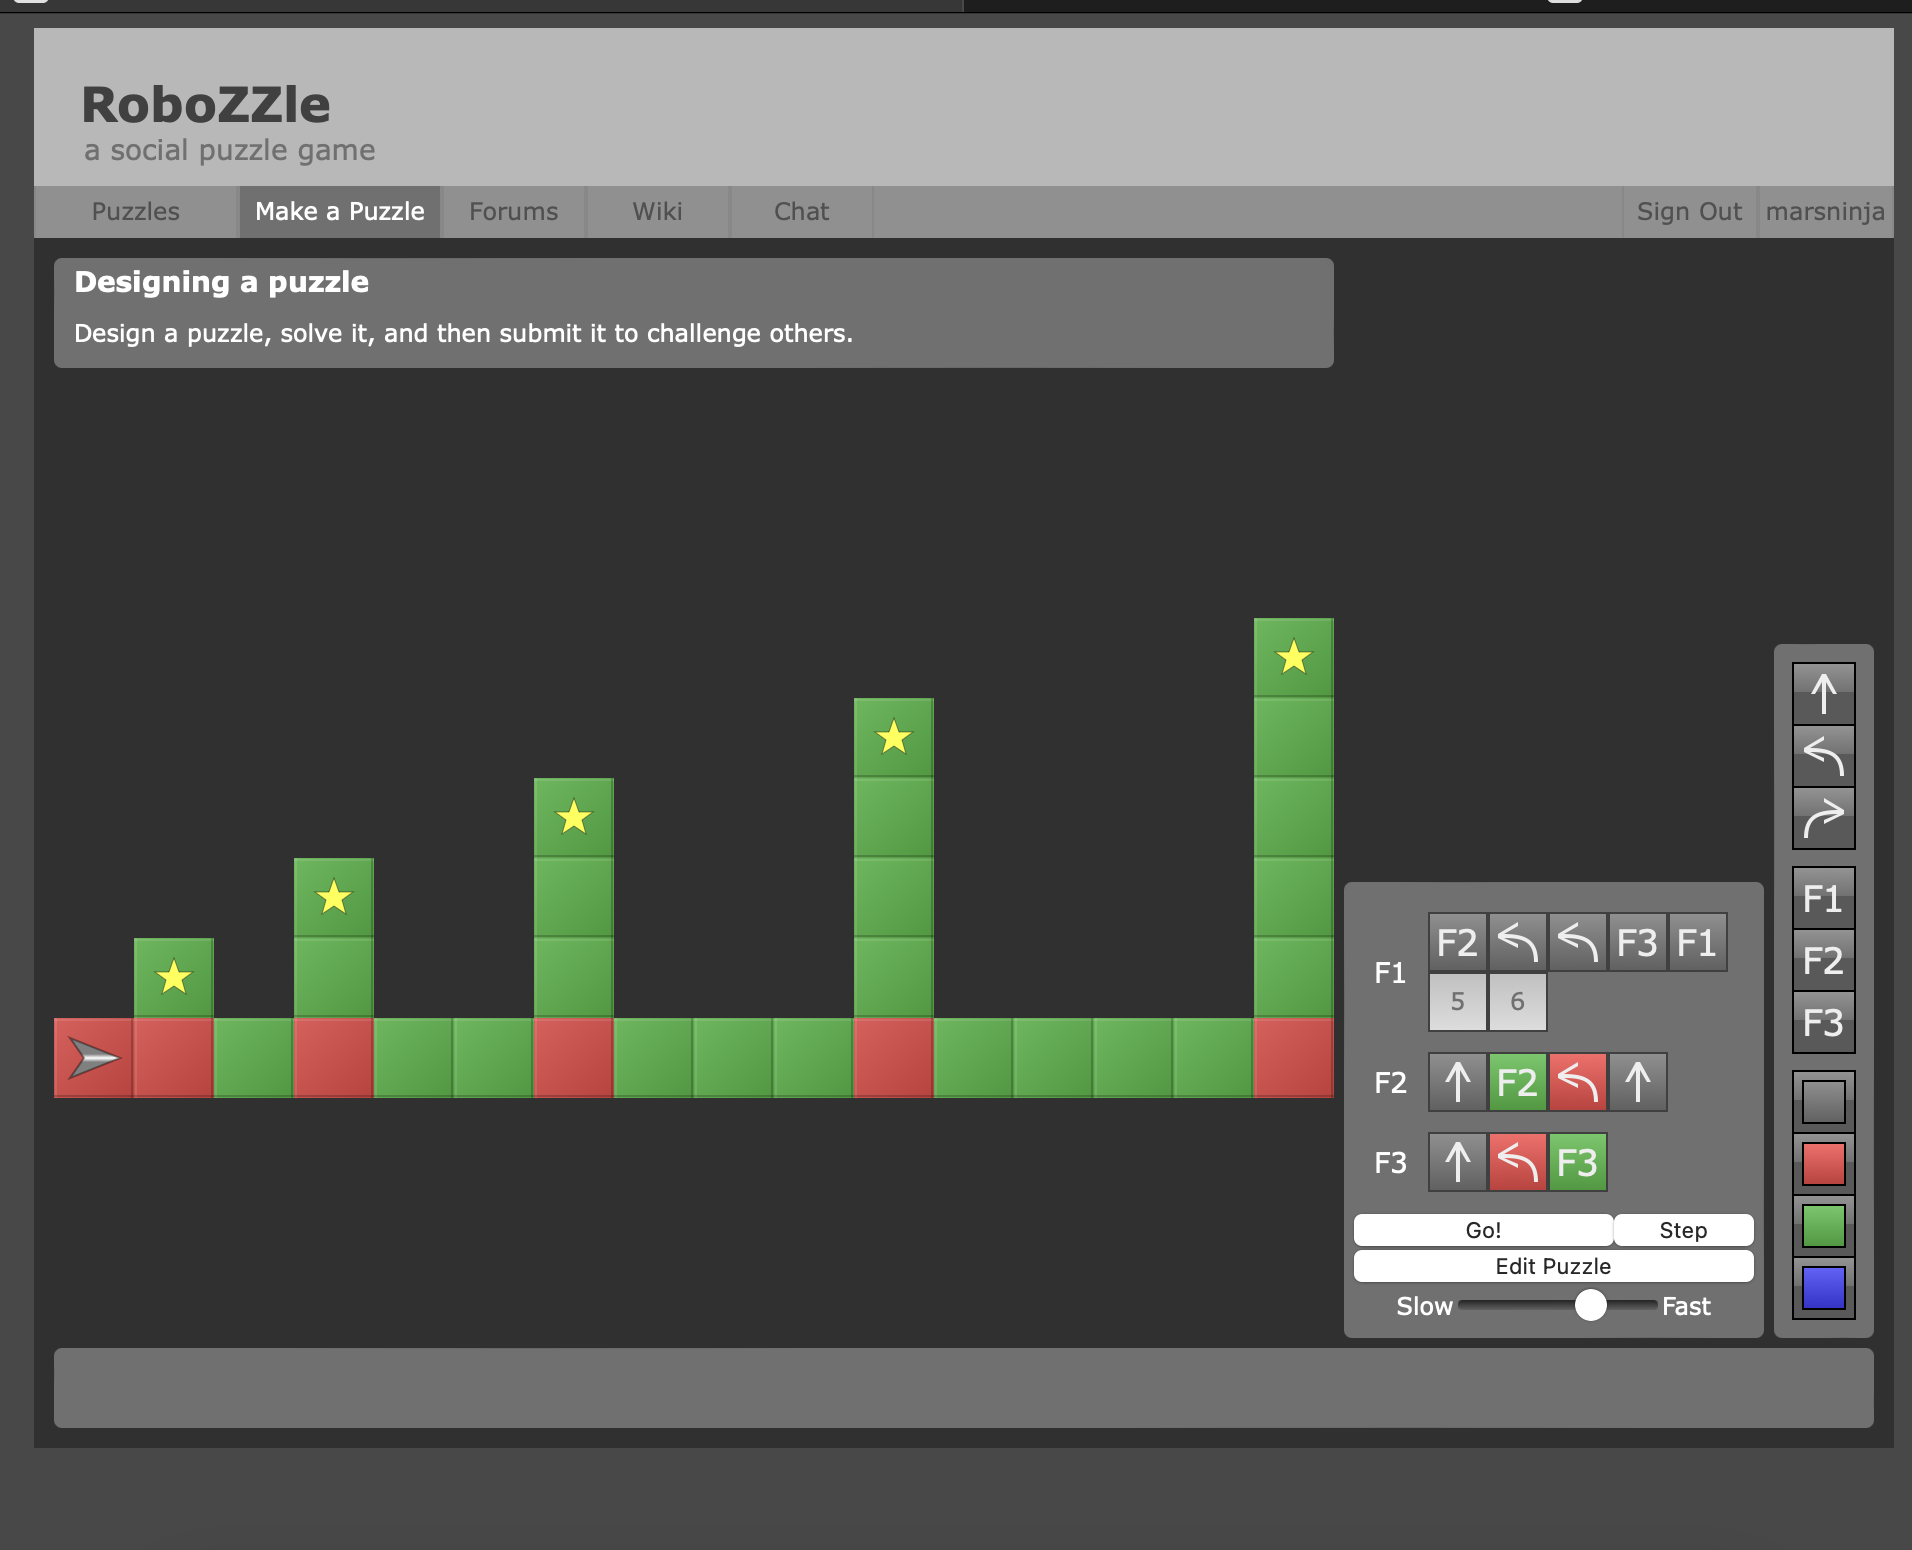 RoboZZle
a social puzzle game
Puzzles Make a Puzzle Forums Wiki Chat Sign Out marsninja
Designing a puzzle
Design a puzzle, solve it, and then submit it to challenge others.
F1 F2 F3 F1
5 6
F2 F2
F3 F3
Go! Step
Edit Puzzle
Slow Fast
F1
F2
F3